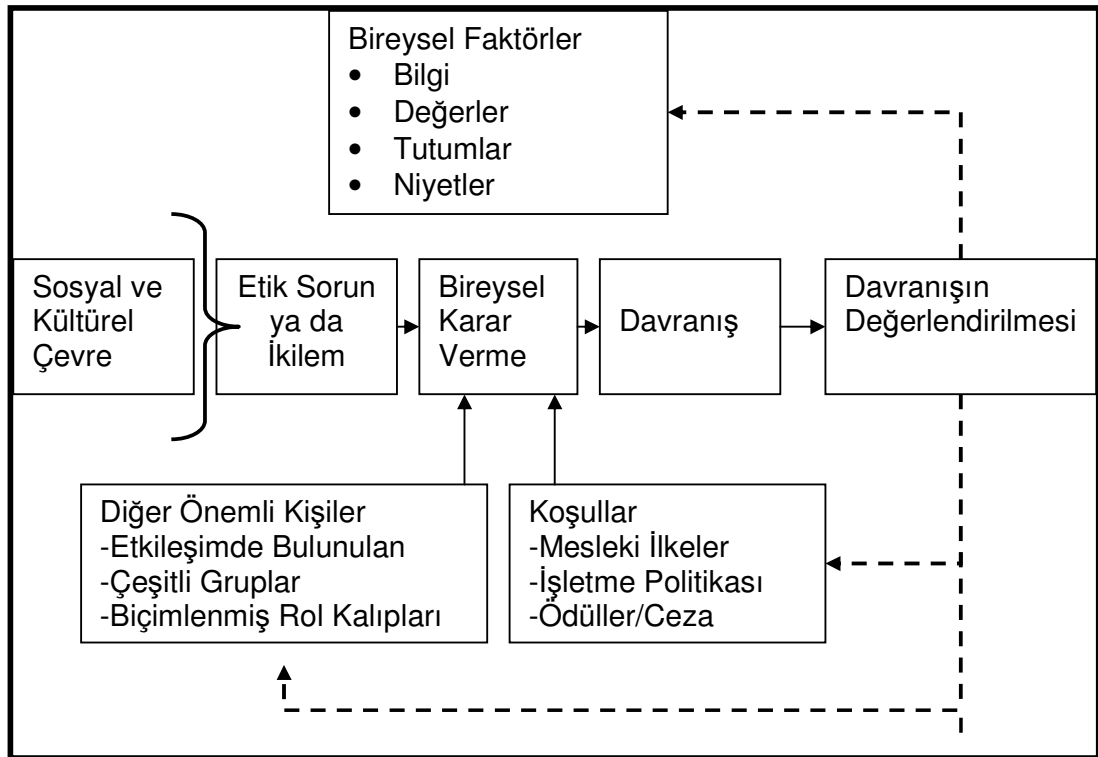 Bireysel Faktörler
• Bilgi
• Değerler
• Tutumlar
• Niyetler
Sosyal ve
Kültürel
Çevre
Etik Sorun
ya da
İkilem
Bireysel
Karar
Verme
Davranış
Davranışın
Değerlendirilmesi
Diğer Önemli Kişiler
-Etkileşimde Bulunulan
-Çeşitli Gruplar
-Biçimlenmiş Rol Kalıpları
Koşullar
-Mesleki İlkeler
-İşletme Politikası
-Ödüller/Ceza